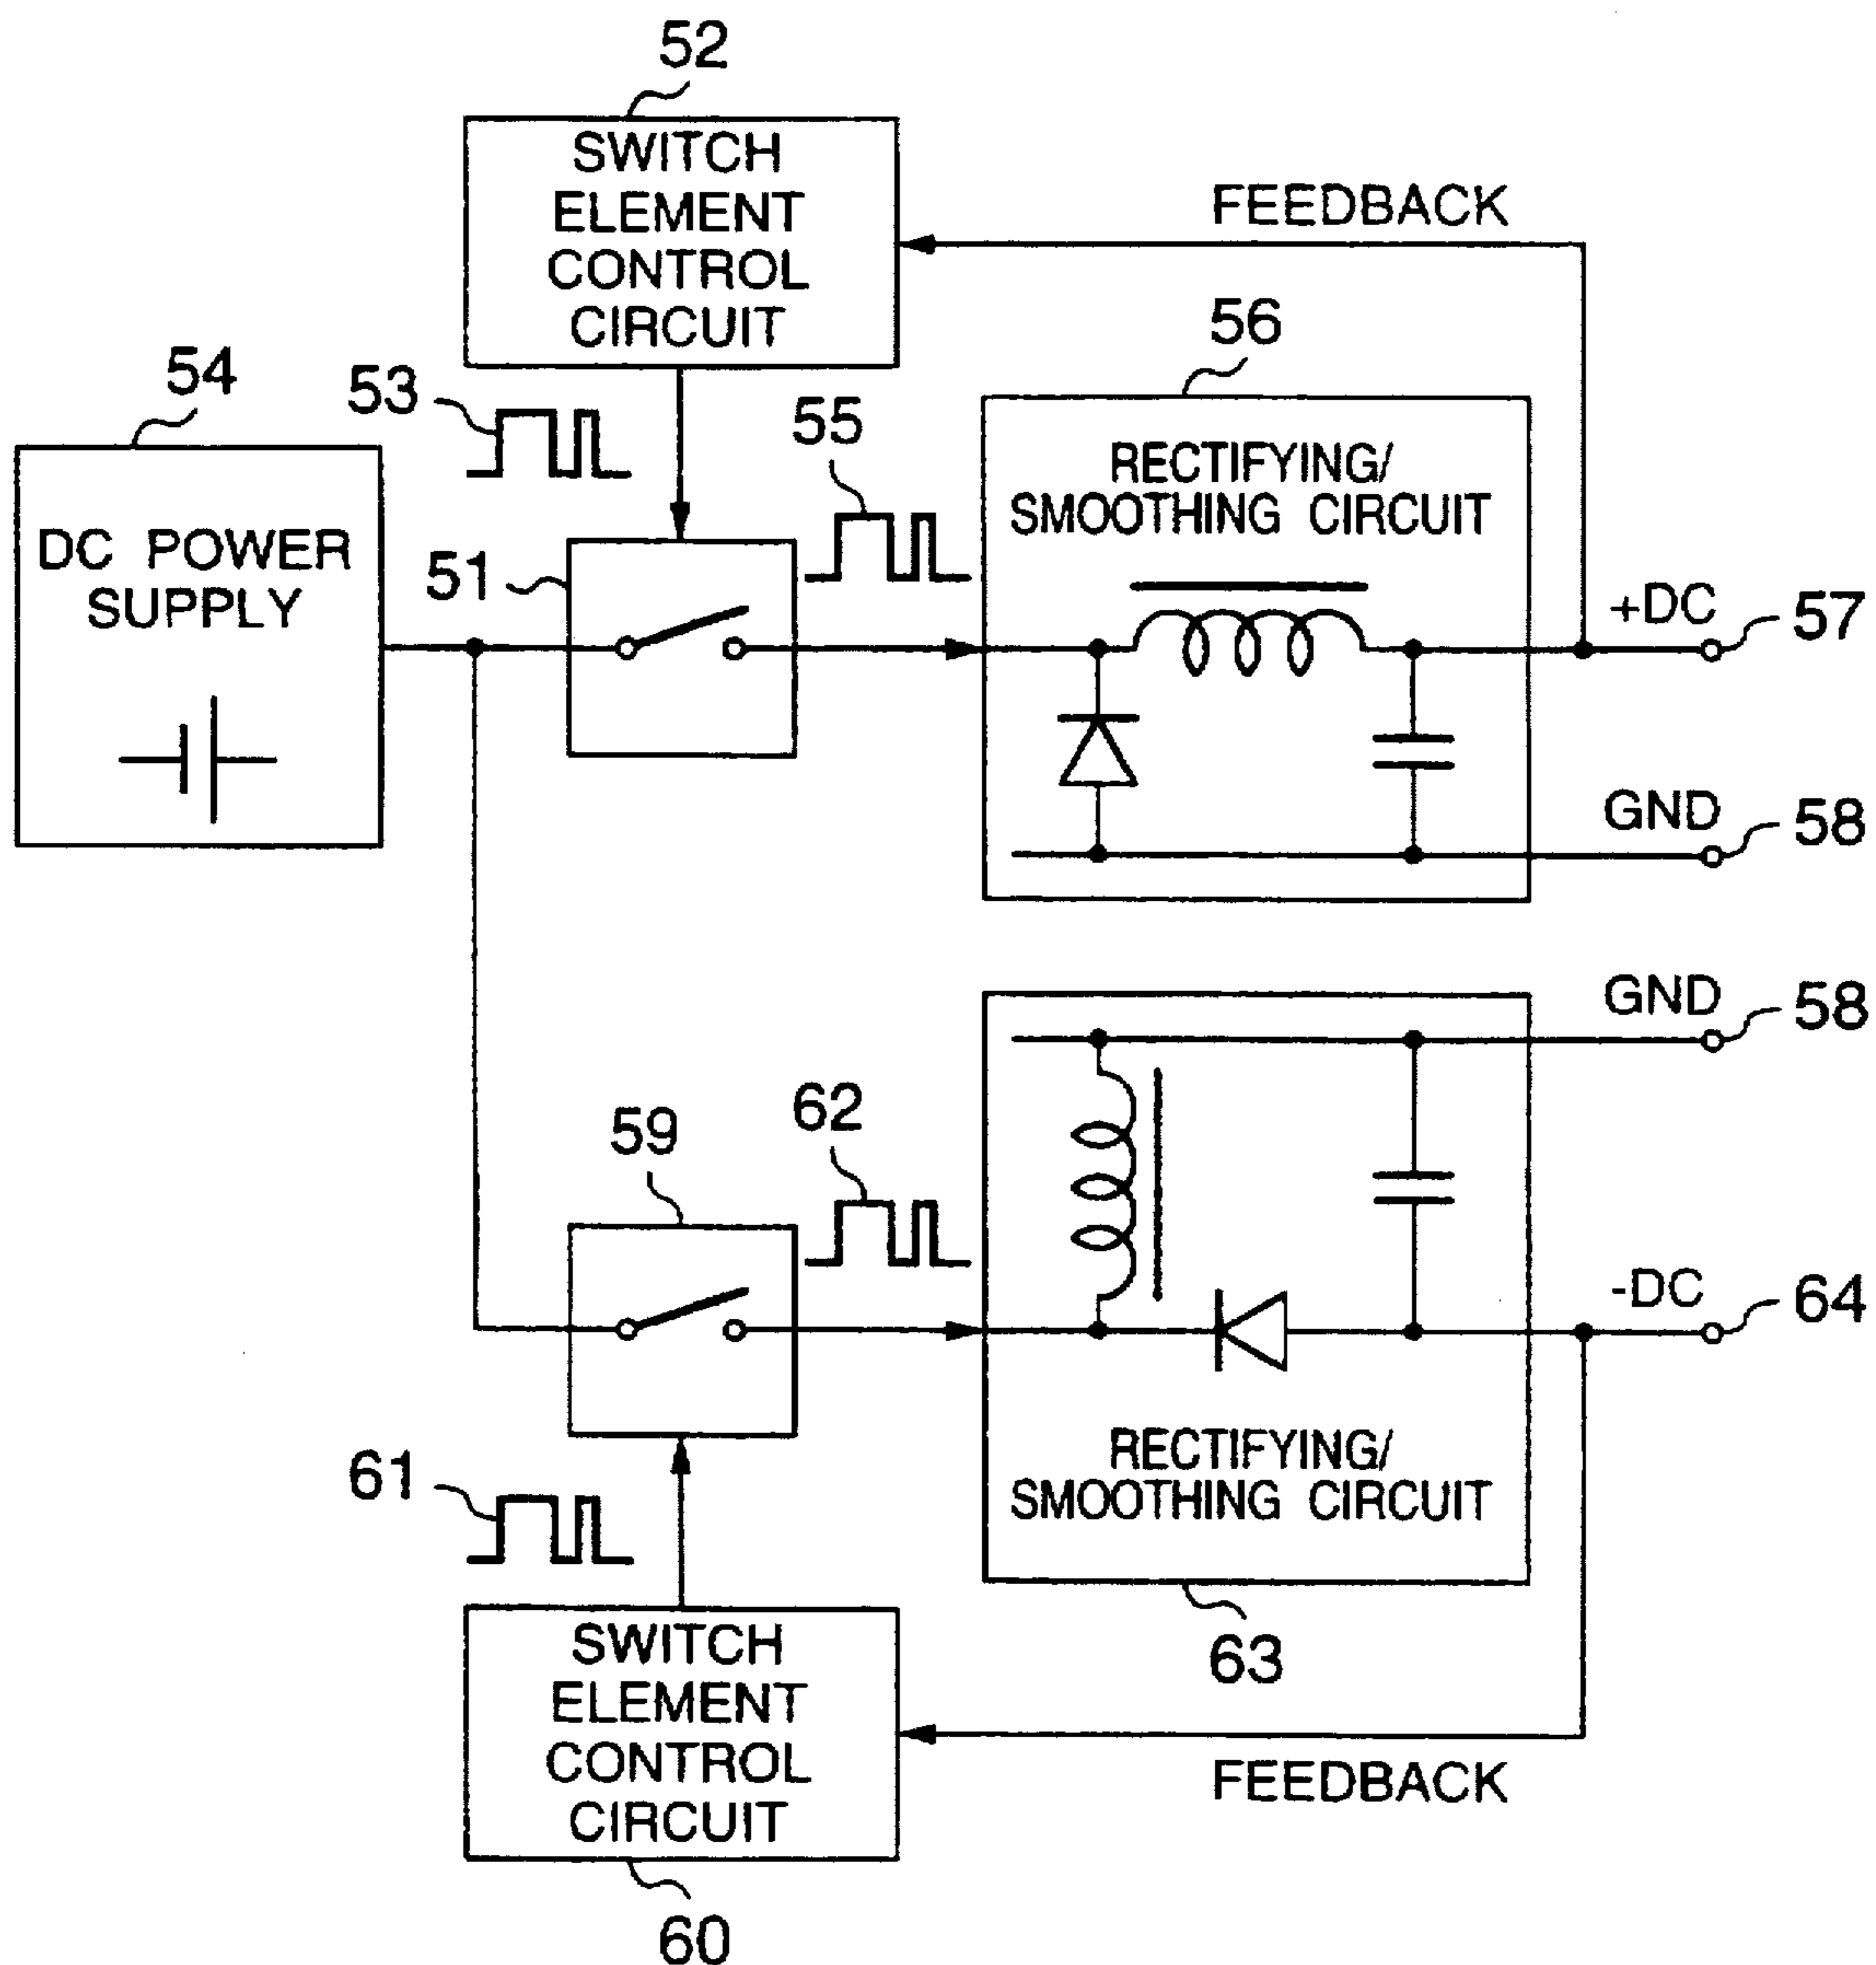 52
SWITCH
ELEMENT
CONTROL
CIRCUIT
FEEDBACK
56
54
53
55
RECTIFYING/
SMOOTHING CIRCUIT
DC POWER
SUPPLY
51
+DC
57
GND
58
GND
58
62
59
-DC
64
61
RECTIFYING/
SMOOTHING CIRCUIT
SWITCH
ELEMENT
CONTROL
CIRCUIT
63
FEEDBACK
60